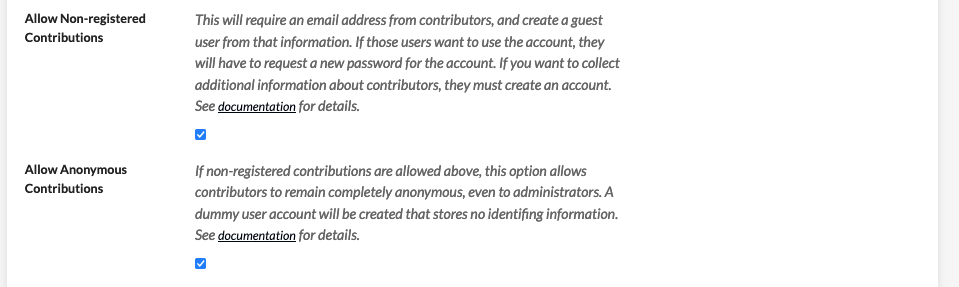 Allow Non-registered
Contributions
This will require an email address from contributors, and create a guest
user from that information. If those users want to use the account, they
will have to request a new password for the account. If you want to collect
additional information about contributors, they must create an account.
See documentation for details.
Allow Anonymous
Contributions
If non-registered contributions are allowed above, this option allows
contributors to remain completely anonymous, even to administrators. A
dummy user account will be created that stores no identifing information.
See documentation for details.